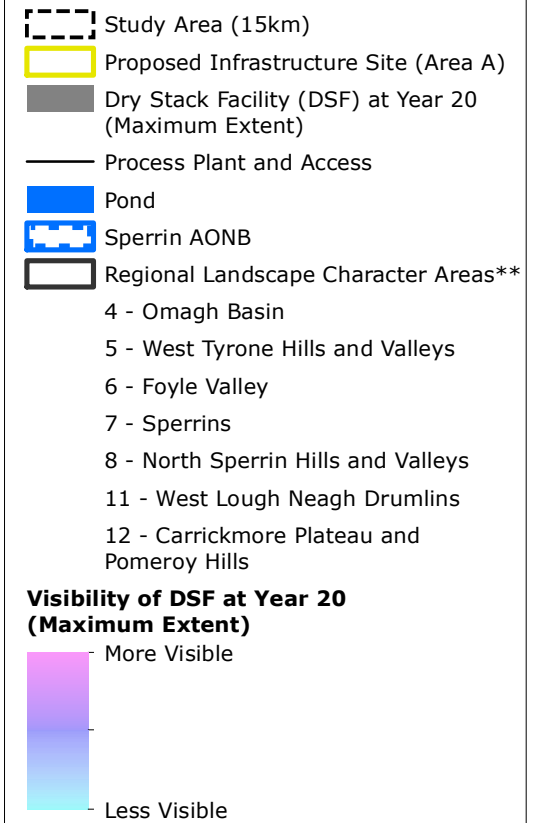 Study Area (15km)
Proposed Infrastructure Site (Area A)
Dry Stack Facility (DSF) at Year 20
(Maximum Extent)
Process Plant and Access
Pond
Sperrin AONB
Regional Landscape Character Areas**
4 - Omagh Basin
5 - West Tyrone Hills and Valleys
6 - Foyle Valley
7 - Sperrins
8 - North Sperrin Hills and Valleys
11 - West Lough Neagh Drumlins
12 - Carrickmore Plateau and
Pomeroy Hills
Visibility of DSF at Year 20
(Maximum Extent)
More Visible
Less Visible